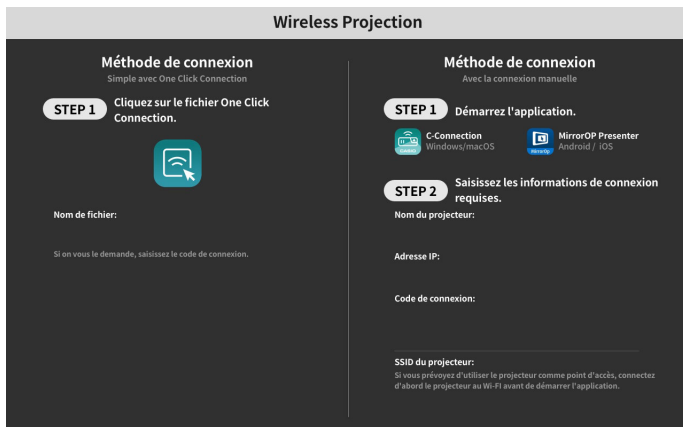 Wireless Projection
Méthode de connexion
Simple avec One Click Connection
STEP 1
Cliquez sur le fichier One Click
Connection.
Nom de fichier:
Si on vous le demande, saisissez le code de connexion.
Méthode de connexion
Avec la connexion manuelle
STEP 1
Démarrez l'application.
C-Connection
Windows/macOS
MirrorOP Presenter
Android / iOS
MirrorOp
STEP 2
Saisissez les informations de connexion
requises.
Nom du projecteur:
Adresse IP:
Code de connexion:
SSID du projecteur:
Si vous prévoyez d'utiliser le projecteur comme point d'accès, connectez
d'abord le projecteur au Wi-FI avant de démarrer l'application.